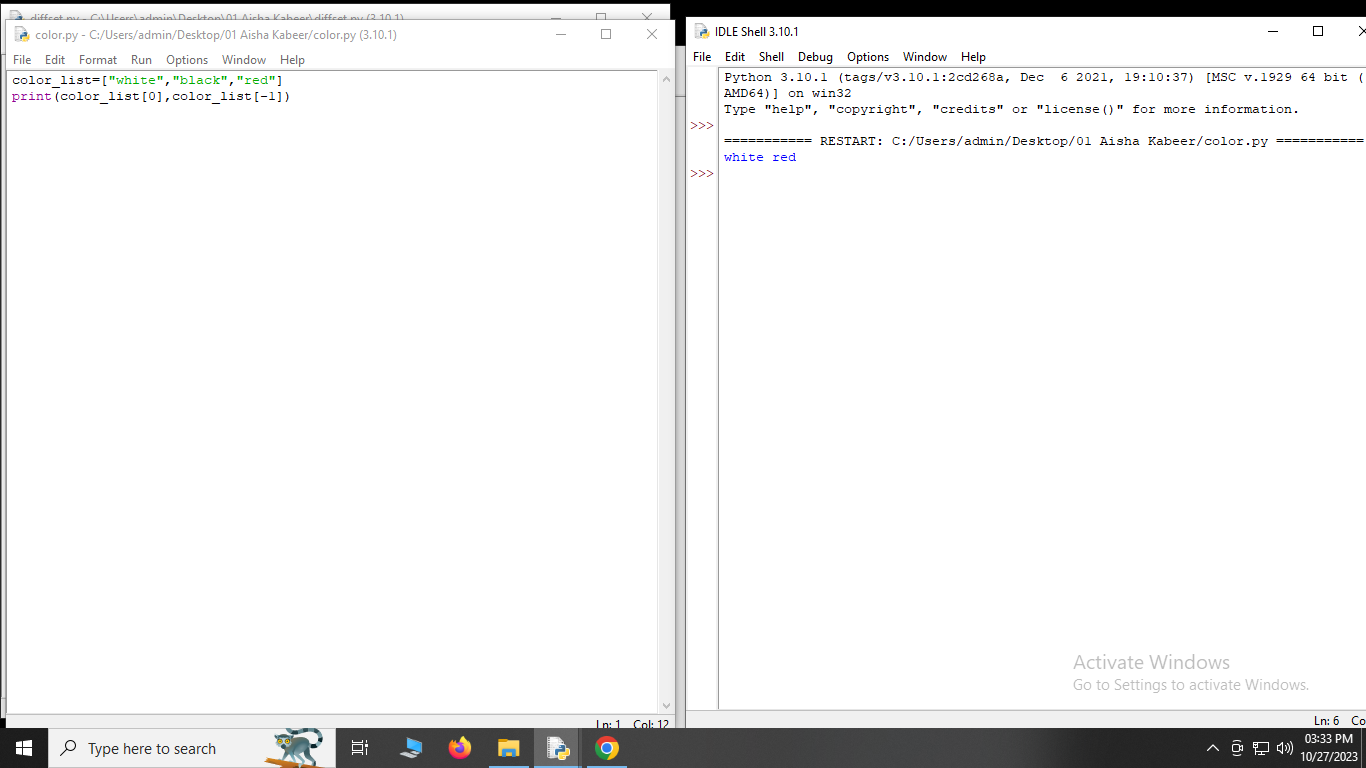 diffset.py - C:\Users\admin\Desktop\01 Aisha Kabeer\diffset.py (3.10.1)
color.py - C:/Users/admin/Desktop/01 Aisha Kabeer/color.py (3.10.1)
File Edit Format Run Options Window Help
color_list=["white","black","red"]
print(color_list[0],color_list[-1])
Ln: 1 Col: 12
IDLE Shell 3.10.1
File Edit Shell Debug Options Window Help
Python 3.10.1 (tags/v3.10.1:2cd268a, Dec  6 2021, 19:10:37) [MSC v.1929 64 bit (
AMD64)] on win32
Type "help", "copyright", "credits" or "license()" for more information.
>>>
=========== RESTART: C:/Users/admin/Desktop/01 Aisha Kabeer/color.py ===========
white red
>>>
Activate Windows
Go to Settings to activate Windows.
Ln: 6 Co
Type here to search
03:33 PM
10/27/2023